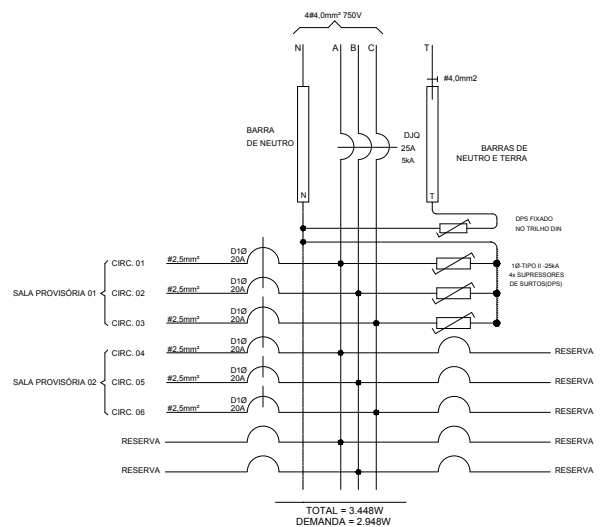 4#4,0mm² 750V
N A B C T
#4,0mm2
BARRA
DE NEUTRO
DJQ
25A
5kA
BARRAS DE
NEUTRO E TERRA
N
T
DPS FIXADO
NO TRILHO DIN
1Ø-TIPO II -25kA
4x SUPRESSORES
DE SURTOS(DPS)
SALA PROVISÓRIA 01
CIRC. 01 #2,5mm² D1Ø
20A
CIRC. 02 #2,5mm² D1Ø
20A
CIRC. 03 #2,5mm² D1Ø
20A
SALA PROVISÓRIA 02
CIRC. 04 #2,5mm² D1Ø
20A
RESERVA
CIRC. 05 #2,5mm² D1Ø
20A
RESERVA
CIRC. 06 #2,5mm² D1Ø
20A
RESERVA
RESERVA RESERVA
RESERVA RESERVA
TOTAL = 3.448W
DEMANDA = 2.948W